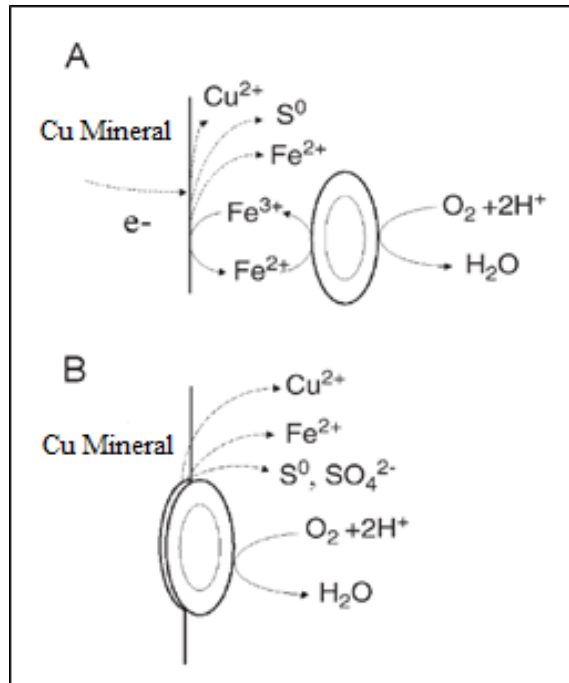 A
Cu²⁺
Cu Mineral
S⁰
Fe²⁺
e-
Fe³⁺
O₂ +2H⁺
Fe²⁺
H₂O
B
Cu²⁺
Cu Mineral
Fe²⁺
S⁰, SO₄²⁻
O₂ +2H⁺
H₂O